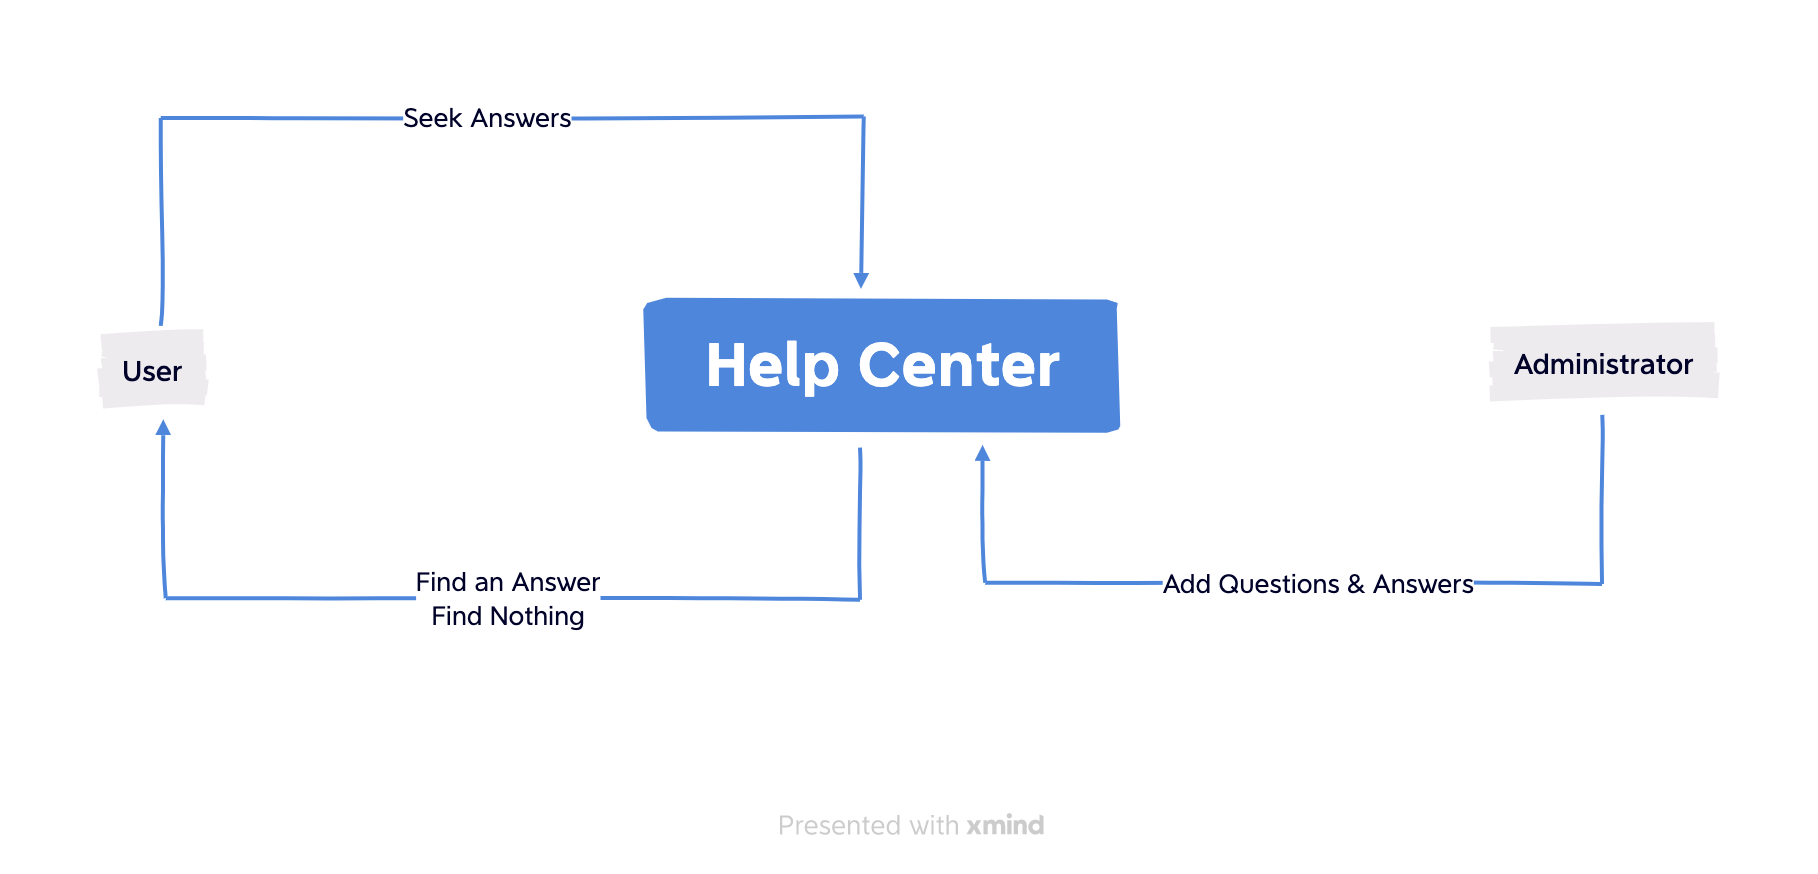 Seek Answers
User
Help Center
Administrator
Find an Answer
Find Nothing
Add Questions & Answers
Presented with xmind